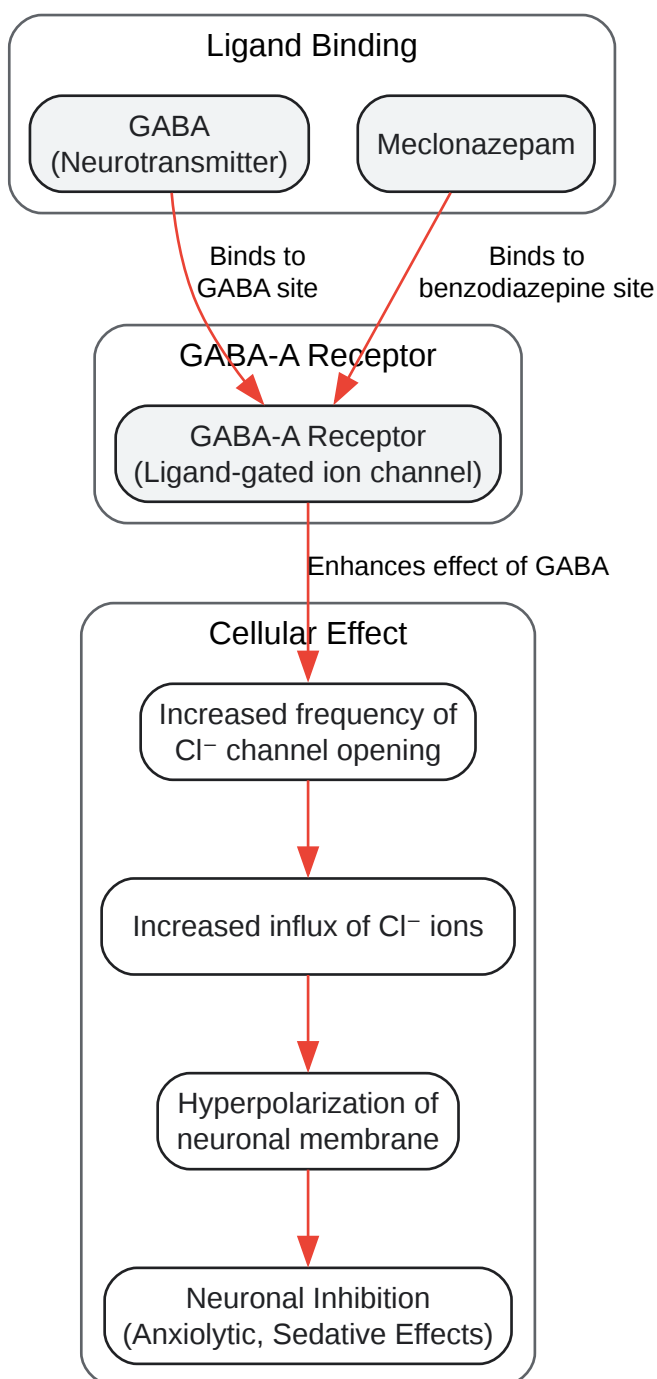 Ligand Binding
GABA
(Neurotransmitter)
Meclonazepam
Binds to
GABA site
Binds to
benzodiazepine site
GABA-A Receptor
GABA-A Receptor
(Ligand-gated ion channel)
Enhances effect of GABA
Cellular Effect
Increased frequency of
Cl⁻ channel opening
Increased influx of Cl⁻ ions
Hyperpolarization of
neuronal membrane
Neuronal Inhibition
(Anxiolytic, Sedative Effects)